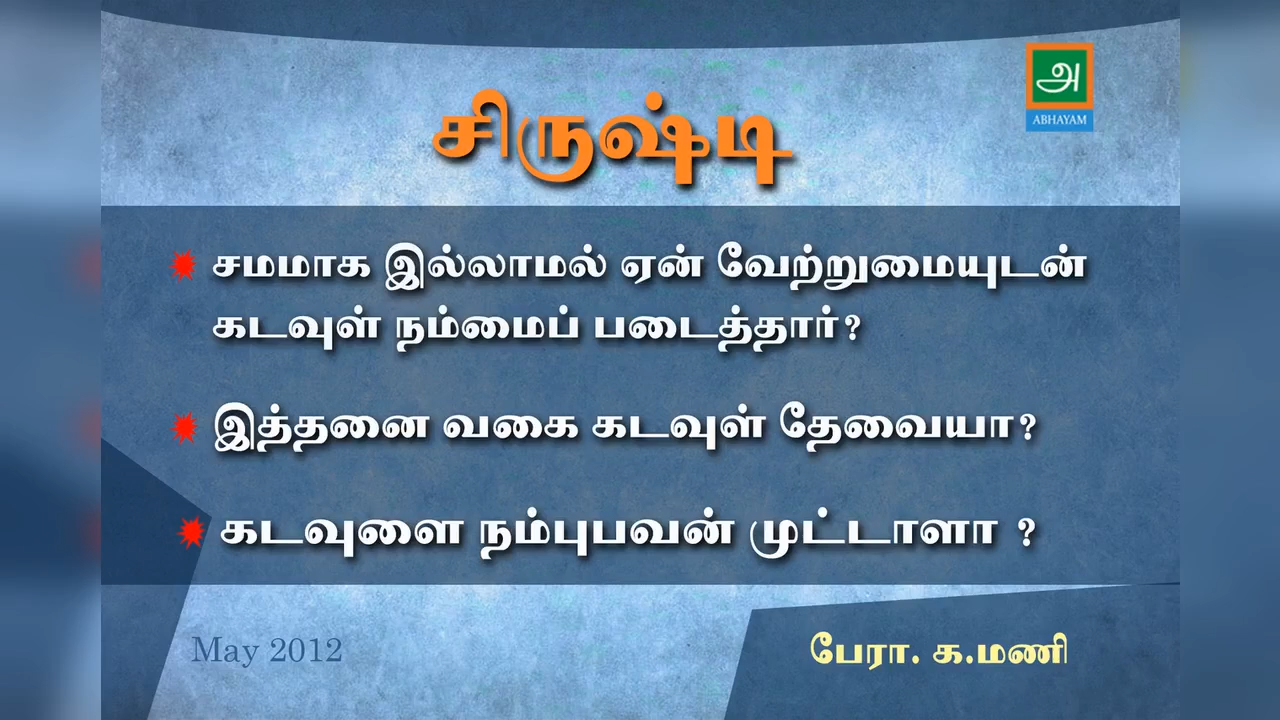 சிருஷ்டி
அ
ABHAYAM
சமமாக இல்லாமல் ஏன் வேற்றுமையுடன்
கடவுள் நம்மைப் படைத்தார்?
இத்தனை வகை கடவுள் தேவையா?
கடவுளை நம்புபவன் முட்டாளா ?
May 2012
பேரா. க.மணி